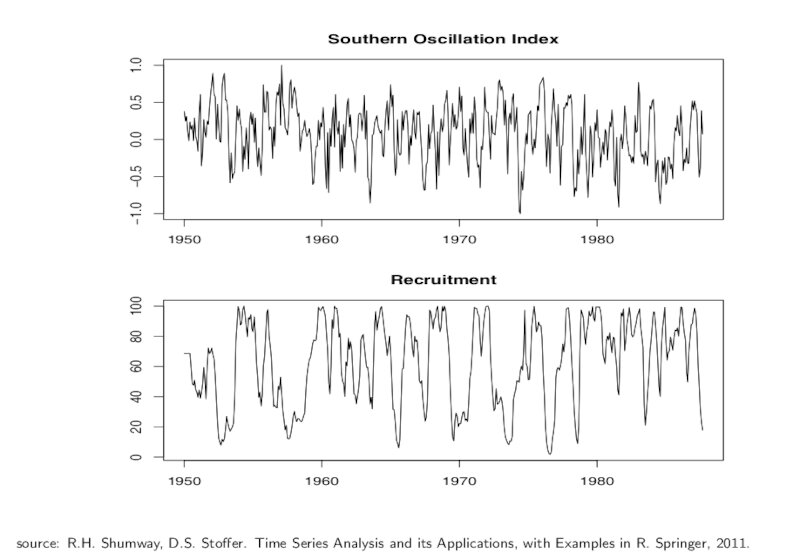 Southern Oscillation Index
1.0
0.5
0.0
−0.5
−1.0
1950 1960 1970 1980
Recruitment
100
80
60
40
20
0
1950 1960 1970 1980
source: R.H. Shumway, D.S. Stoffer. Time Series Analysis and its Applications, with Examples in R. Springer, 2011.